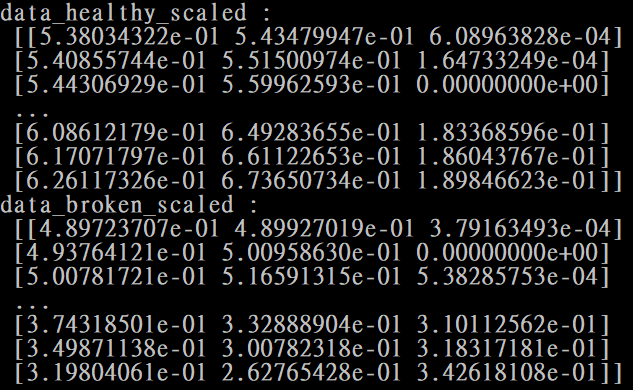 data_healthy_scaled :
[[5.38034322e-01 5.43479947e-01 6.08963828e-04]
[5.40855744e-01 5.51500974e-01 1.64733249e-04]
[5.44306929e-01 5.59962593e-01 0.00000000e+00]
...
[6.08612179e-01 6.49283655e-01 1.83368596e-01]
[6.17071797e-01 6.61122653e-01 1.86043767e-01]
[6.26117326e-01 6.73650734e-01 1.89846623e-01]]
data_broken_scaled :
[[4.89723707e-01 4.89927019e-01 3.79163493e-04]
[4.93764121e-01 5.00958630e-01 0.00000000e+00]
[5.00781721e-01 5.16591315e-01 5.38285753e-04]
...
[3.74318501e-01 3.32888904e-01 3.10112562e-01]
[3.49871138e-01 3.00782318e-01 3.18317181e-01]
[3.19804061e-01 2.62765428e-01 3.42618108e-01]]